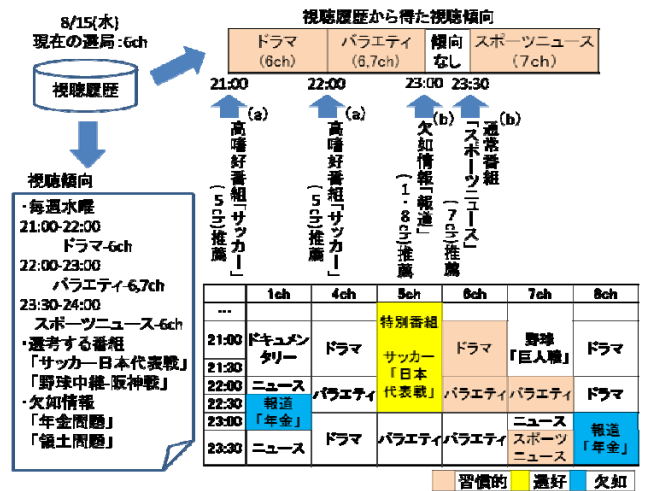 8/15(水)
現在の選局:6ch
視聴履歴
視聴履歴から得た視聴傾向
ドラマ
(6ch)
バラエティ
(6,7ch)
傾向
なし
スポーツニュース
(7ch)
21:00
22:00
23:00
23:30
(a)
高嗜好番組「サッカー」
(5ch)推薦
(a)
高嗜好番組「サッカー」
(5ch)推薦
(b)
欠如情報「報道」
(1・8ch)推薦
(b)
通常番組
「スポーツニュース」
(7ch)推薦
視聴傾向
・毎週水曜
21:00-22:00
ドラマ-6ch
22:00-23:00
バラエティ-6,7ch
23:30-24:00
スポーツニュース-6ch
・選考する番組
「サッカー日本代表戦」
「野球中継-阪神戦」
・欠如情報
「年金問題」
「領土問題」
1ch 4ch 5ch 6ch 7ch 8ch
...
21:00
21:30
22:00
22:30
23:00
23:30
ドキュメン
タリー
ニュース
報道
「年金」
ニュース
ドラマ
バラエティ
ドラマ
特別番組
サッカー
「日本
代表戦」
バラエティ
ドラマ
バラエティ
バラエティ
野球
「巨人戦」
バラエティ
ニュース
スポーツ
ニュース
ドラマ
ドラマ
報道
「年金」
習慣的
選好
欠如